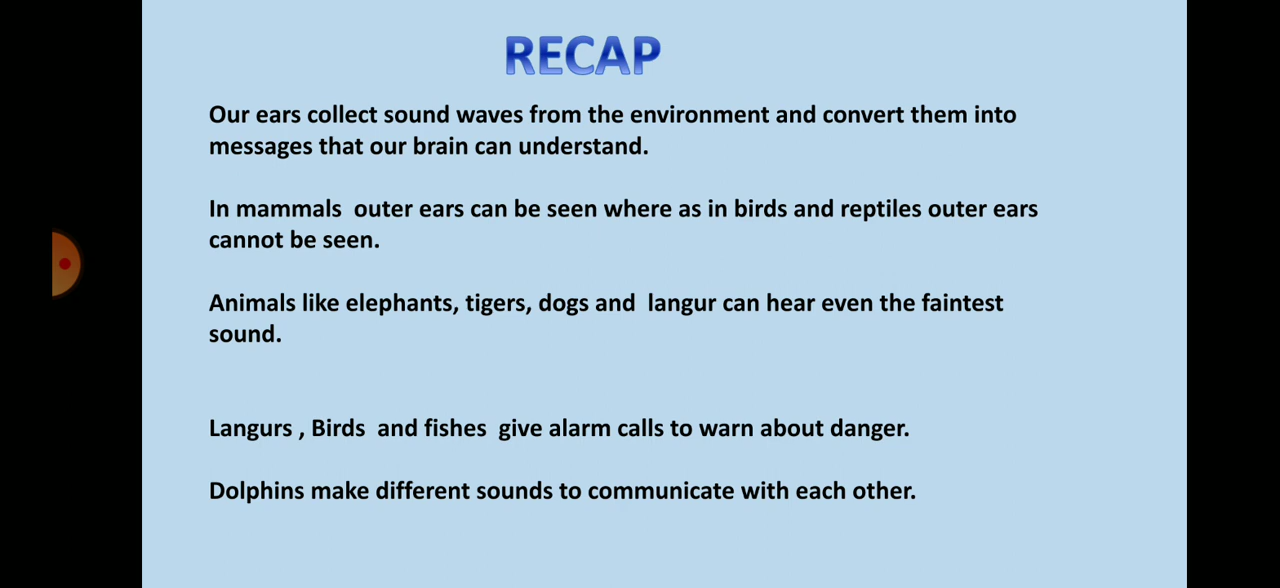 RECAP
Our ears collect sound waves from the environment and convert them into
messages that our brain can understand.
In mammals  outer ears can be seen where as in birds and reptiles outer ears
cannot be seen.
Animals like elephants, tigers, dogs and  langur can hear even the faintest
sound.
Langurs , Birds  and fishes  give alarm calls to warn about danger.
Dolphins make different sounds to communicate with each other.